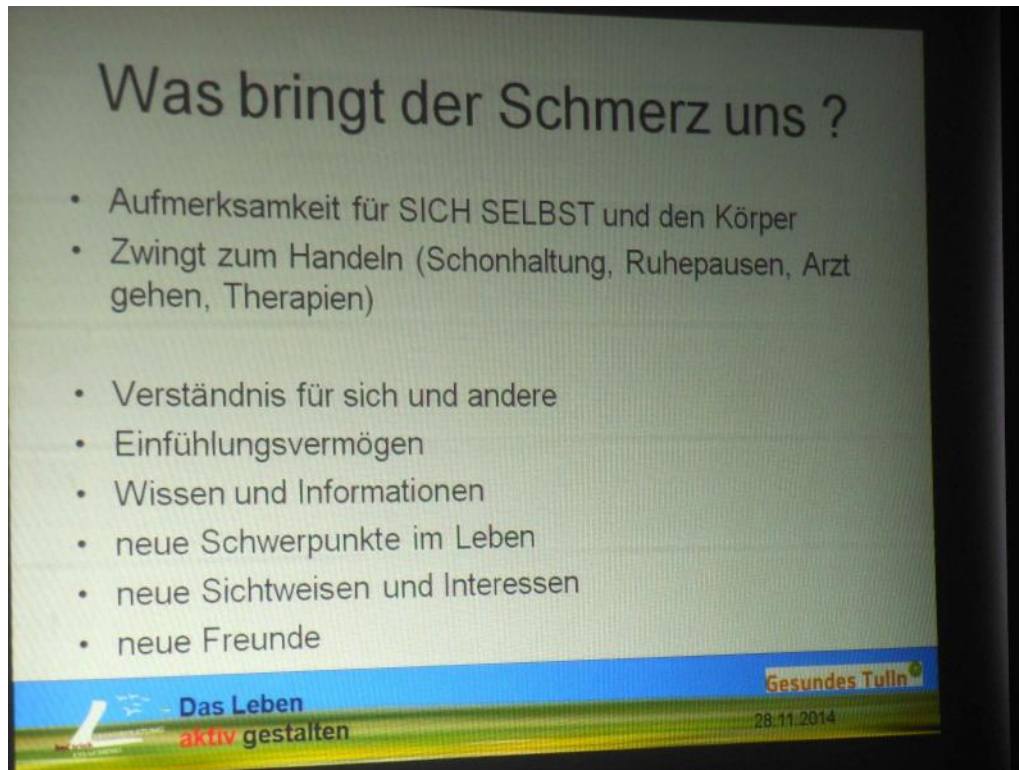 Was bringt der Schmerz uns ?
• Aufmerksamkeit für SICH SELBST und den Körper
• Zwingt zum Handeln (Schonhaltung, Ruhepausen, Arzt
gehen, Therapien)
• Verständnis für sich und andere
• Einfühlungsvermögen
• Wissen und Informationen
• neue Schwerpunkte im Leben
• neue Sichtweisen und Interessen
• neue Freunde
Gesundes Tulln
Das Leben
aktiv gestalten
28.11.2014